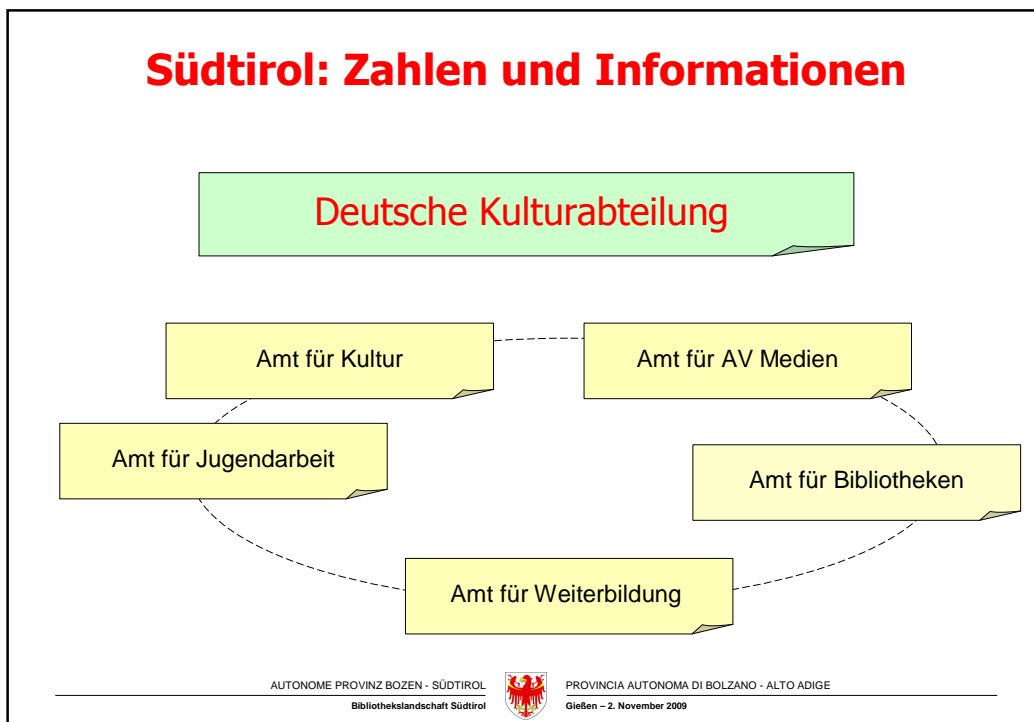 Südtirol: Zahlen und Informationen
Deutsche Kulturabteilung
Amt für Kultur
Amt für AV Medien
Amt für Jugendarbeit
Amt für Bibliotheken
Amt für Weiterbildung
AUTONOME PROVINZ BOZEN - SÜDTIROL
Bibliothekslandschaft Südtirol
PROVINCIA AUTONOMA DI BOLZANO - ALTO ADIGE
Gießen – 2. November 2009